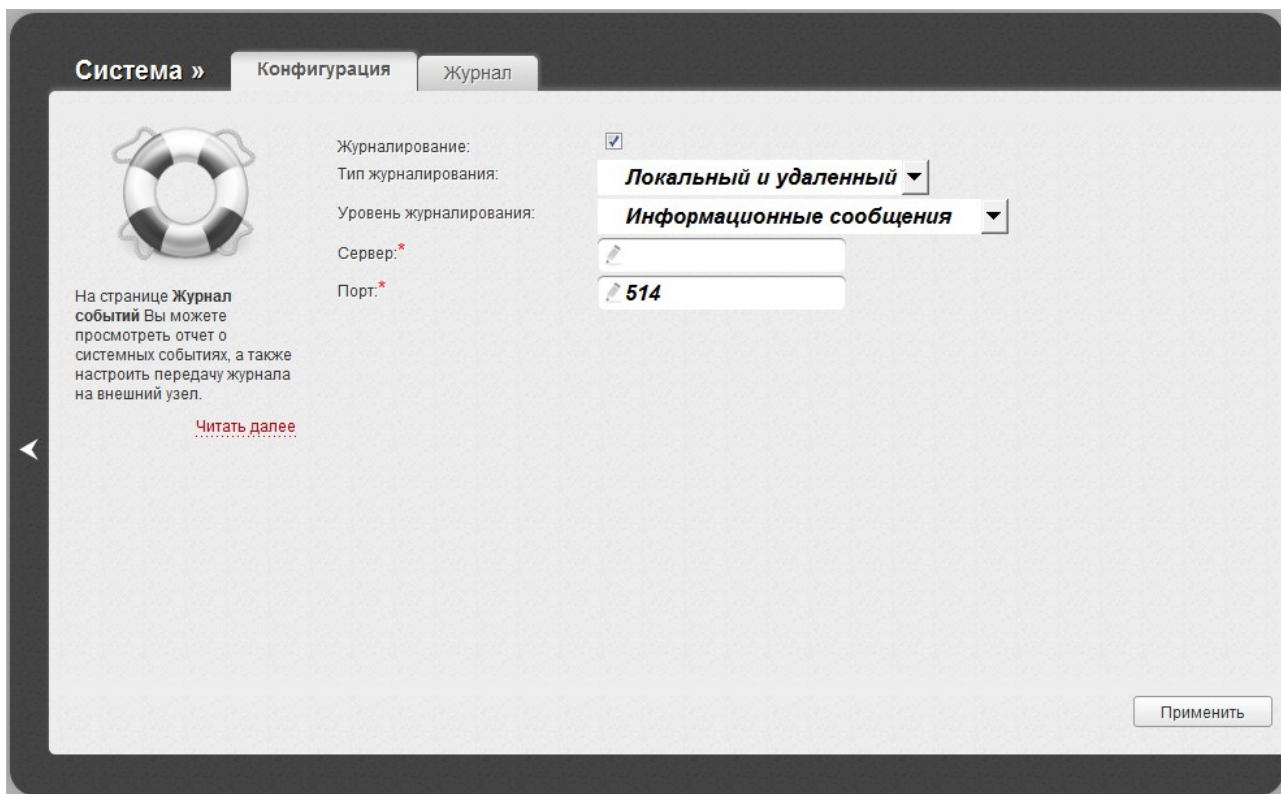 Система »
Конфигурация
Журнал
Журналирование:
Тип журналирования:
Локальный и удаленный
Уровень журналирования:
Информационные сообщения
Сервер:*
Порт:*
514
На странице Журнал
событий Вы можете
просмотреть отчет о
системных событиях, а также
настроить передачу журнала
на внешний узел.
Читать далее
Применить